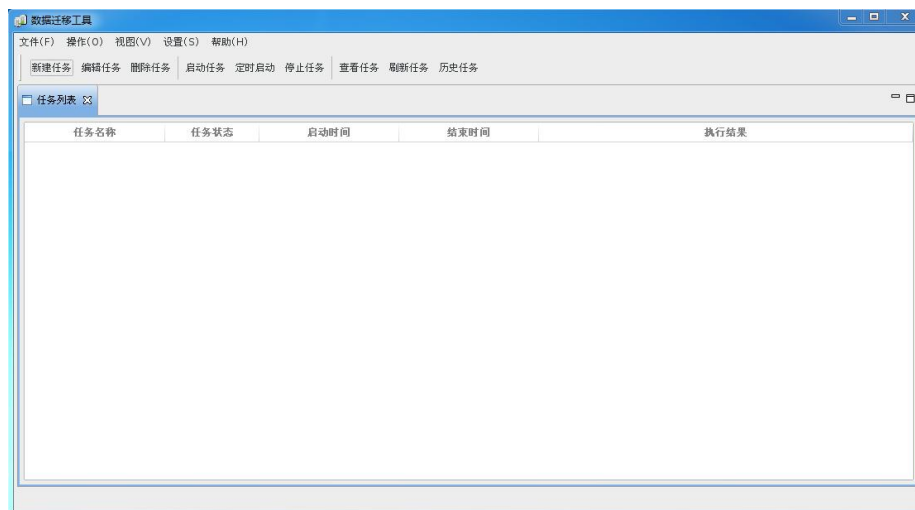 数据迁移工具
文件(F) 操作(O) 视图(V) 设置(S) 帮助(H)
新建任务 编辑任务 删除任务 启动任务 定时启动 停止任务 查看任务 刷新任务 历史任务
任务列表
任务名称 任务状态 启动时间 结束时间 执行结果